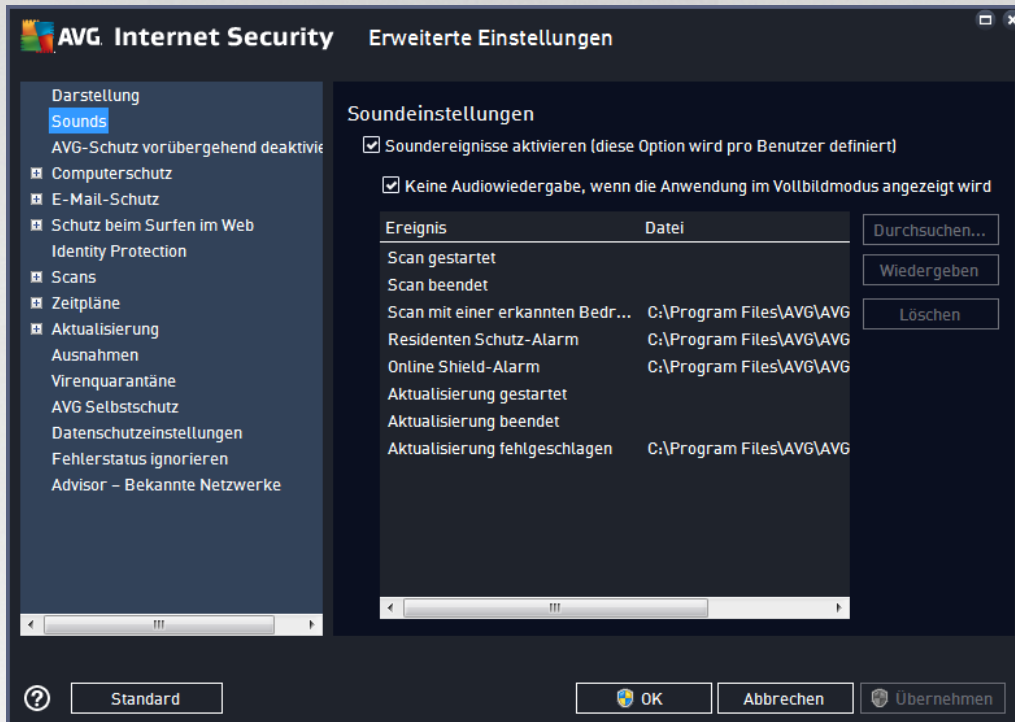 AVG. Internet Security Erweiterte Einstellungen
Darstellung
Sounds
AVG-Schutz vorübergehend deaktivie
Computerschutz
E-Mail-Schutz
Schutz beim Surfen im Web
Identity Protection
Scans
Zeitpläne
Aktualisierung
Ausnahmen
Virenquarantäne
AVG Selbstschutz
Datenschutzeinstellungen
Fehlerstatus ignorieren
Advisor – Bekannte Netzwerke
Soundeinstellungen
Soundereignisse aktivieren (diese Option wird pro Benutzer definiert)
Keine Audiowiedergabe, wenn die Anwendung im Vollbildmodus angezeigt wird
Ereignis Datei
Scan gestartet
Scan beendet
Scan mit einer erkannten Bedr... C:\Program Files\AVG\AVG
Residenten Schutz-Alarm C:\Program Files\AVG\AVG
Online Shield-Alarm C:\Program Files\AVG\AVG
Aktualisierung gestartet
Aktualisierung beendet
Aktualisierung fehlgeschlagen C:\Program Files\AVG\AVG
Durchsuchen...
Wiedergeben
Löschen
? Standard OK Abbrechen Übernehmen